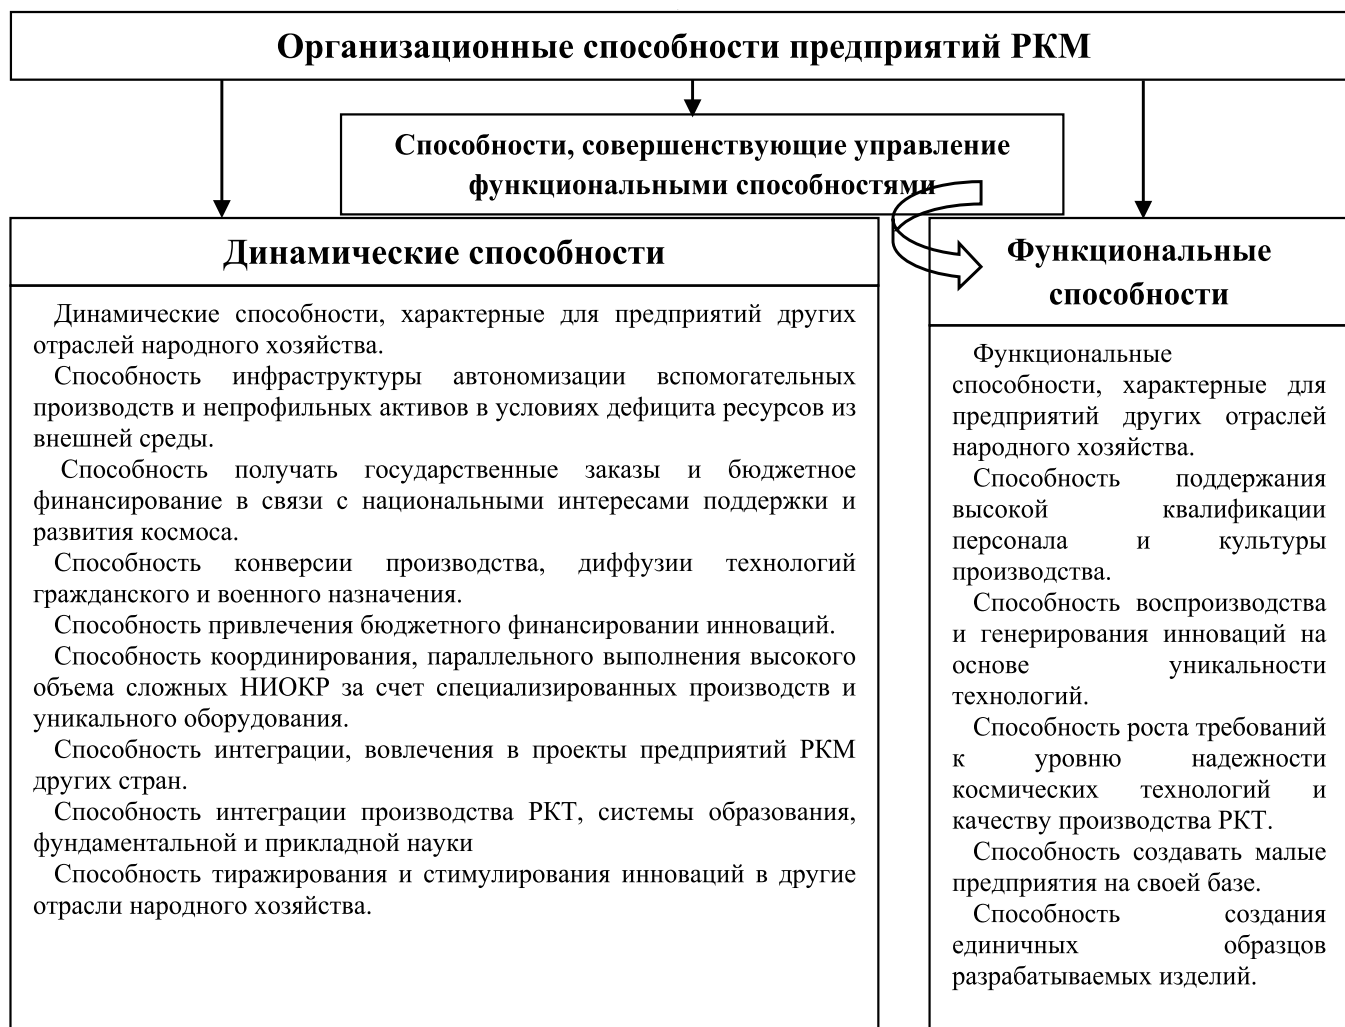 Организационные способности предприятий РКМ
Способности, совершенствующие управление
функциональными способностями
Динамические способности
Динамические способности, характерные для предприятий других
отраслей народного хозяйства.
Способность инфраструктуры автономизации вспомогательных
производств и непрофильных активов в условиях дефицита ресурсов из
внешней среды.
Способность получать государственные заказы и бюджетное
финансирование в связи с национальными интересами поддержки и
развития космоса.
Способность конверсии производства, диффузии технологий
гражданского и военного назначения.
Способность привлечения бюджетного финансировании инноваций.
Способность координирования, параллельного выполнения высокого
объема сложных НИОКР за счет специализированных производств и
уникального оборудования.
Способность интеграции, вовлечения в проекты предприятий РКМ
других стран.
Способность интеграции производства РКТ, системы образования,
фундаментальной и прикладной науки
Способность тиражирования и стимулирования инноваций в другие
отрасли народного хозяйства.
Функциональные
способности
Функциональные
способности, характерные для
предприятий других отраслей
народного хозяйства.
Способность поддержания
высокой квалификации
персонала и культуры
производства.
Способность воспроизводства
и генерирования инноваций на
основе уникальности
технологий.
Способность роста требований
к уровню надежности
космических технологий и
качеству производства РКТ.
Способность создавать малые
предприятия на своей базе.
Способность создания
единичных образцов
разрабатываемых изделий.